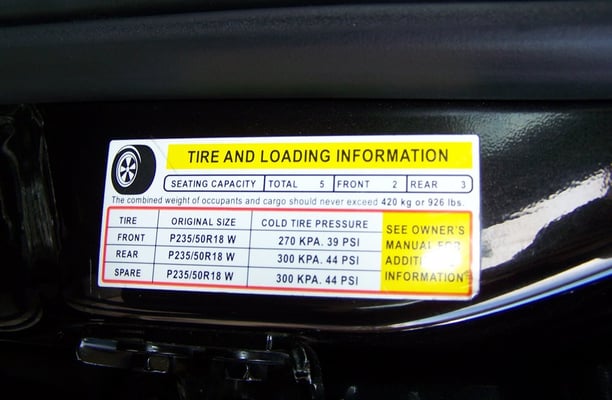 TIRE AND LOADING INFORMATION
SEATING CAPACITY TOTAL 5 FRONT 2 REAR 3
The combined weight of occupants and cargo should never exceed 420 kg or 926 lbs.
TIRE ORIGINAL SIZE COLD TIRE PRESSURE
FRONT P235/50R18 W 270 KPA. 39 PSI
REAR P235/50R18 W 300 KPA. 44 PSI
SPARE P235/50R18 W 300 KPA. 44 PSI
SEE OWNER'S
MANUAL FOR
INFORMATION